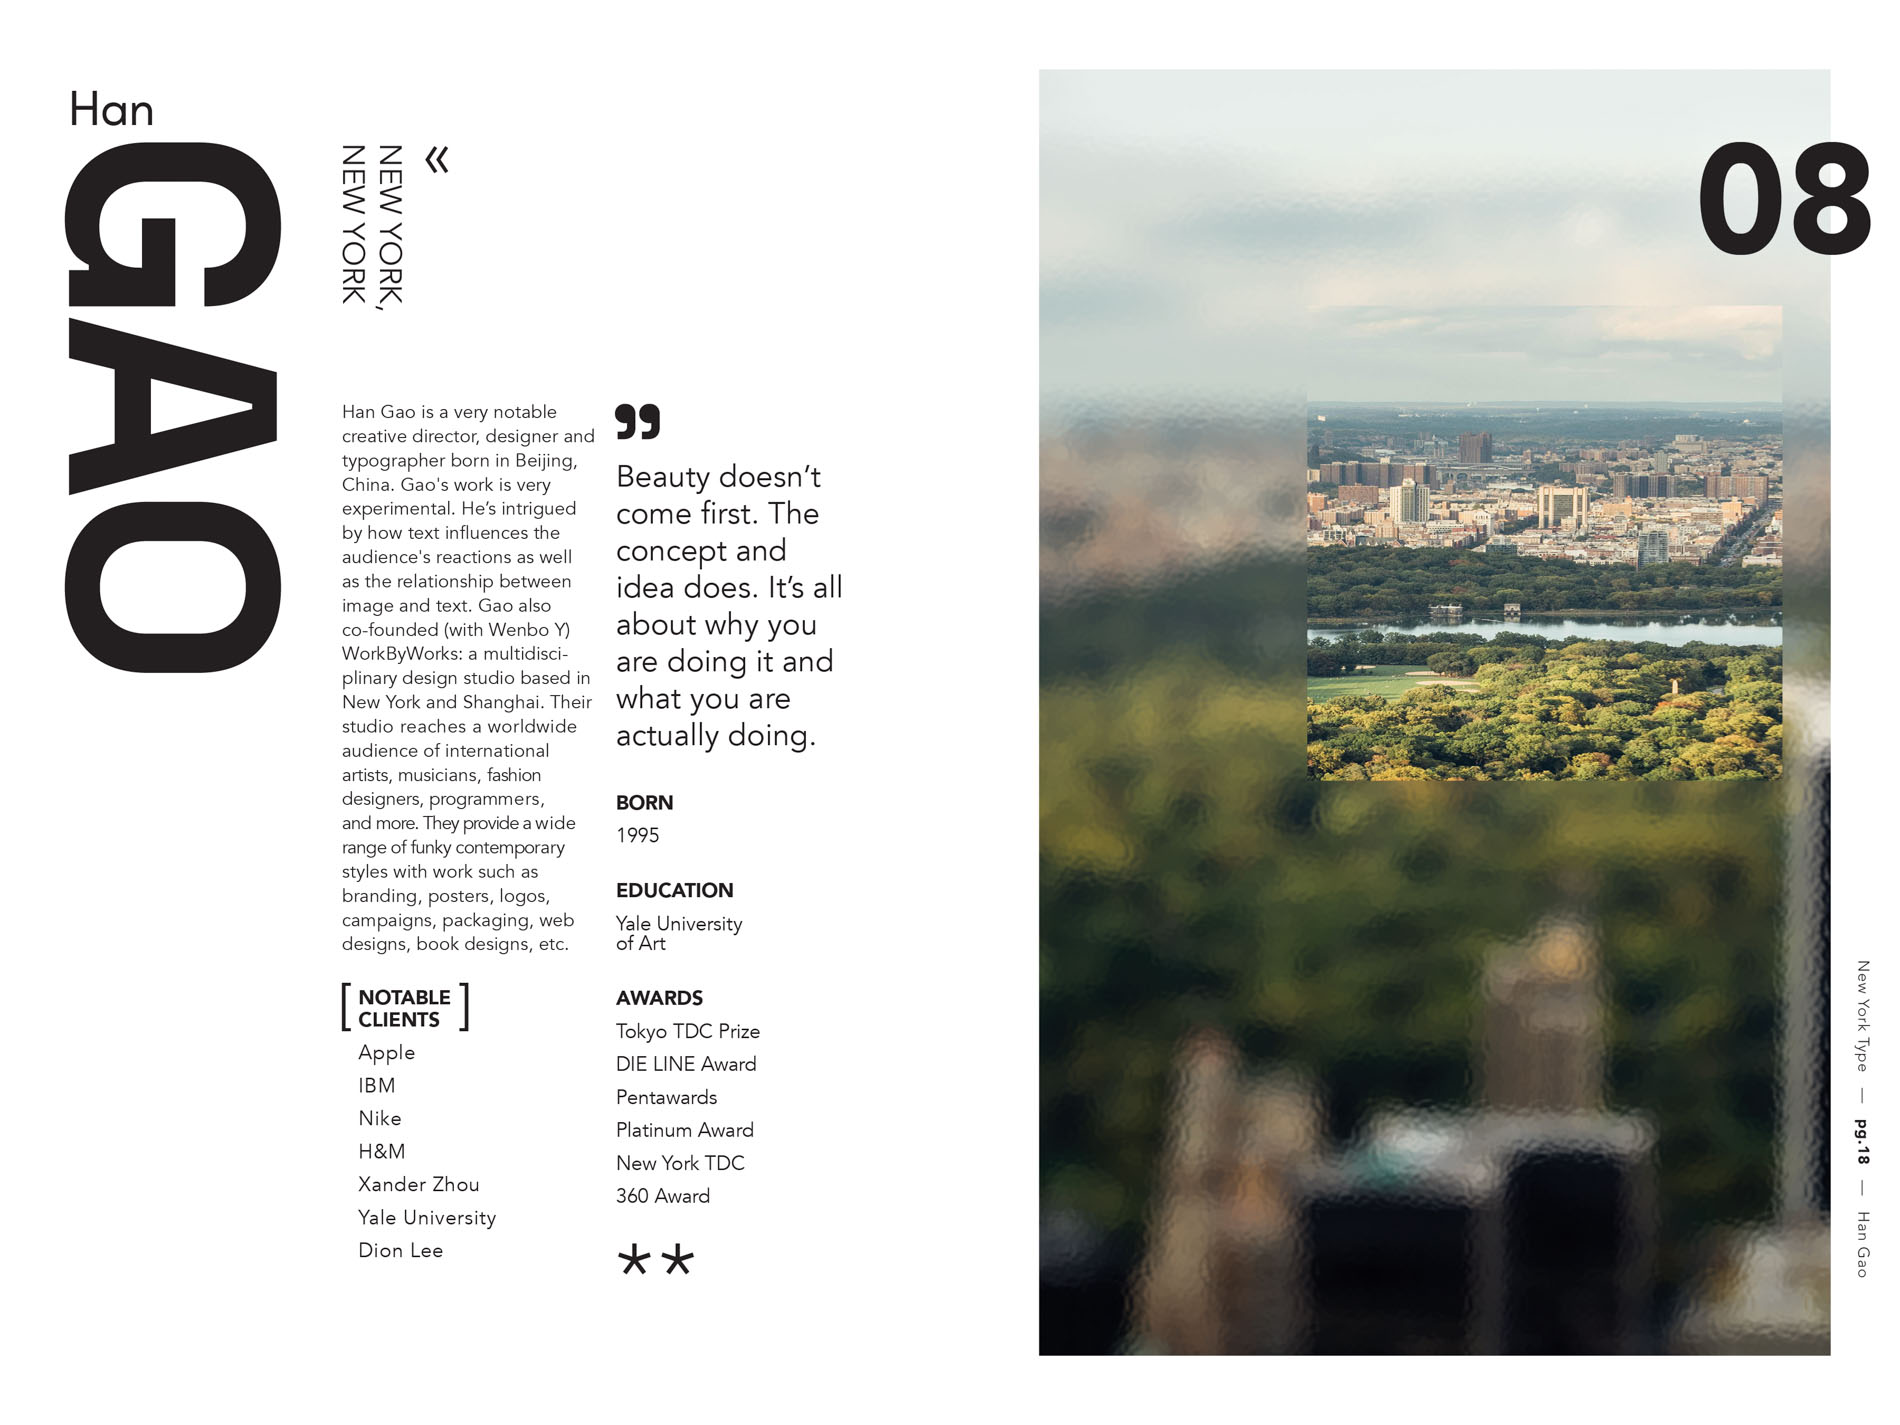 Han
GAO
NEW YORK,
NEW YORK
«
Han Gao is a very notable
creative director, designer and
typographer born in Beijing,
China. Gao's work is very
experimental. He’s intrigued
by how text influences the
audience's reactions as well
as the relationship between
image and text. Gao also
co-founded (with Wenbo Y)
WorkByWorks: a multidisci-
plinary design studio based in
New York and Shanghai. Their
studio reaches a worldwide
audience of international
artists, musicians, fashion
designers, programmers,
and more. They provide a wide
range of funky contemporary
styles with work such as
branding, posters, logos,
campaigns, packaging, web
designs, book designs, etc.
[NOTABLE
CLIENTS]
Apple
IBM
Nike
H&M
Xander Zhou
Yale University
Dion Lee
”
Beauty doesn’t
come first. The
concept and
idea does. It’s all
about why you
are doing it and
what you are
actually doing.
BORN
1995
EDUCATION
Yale University
of Art
AWARDS
Tokyo TDC Prize
DIE LINE Award
Pentawards
Platinum Award
New York TDC
360 Award
**
08
New York Type — pg.18 — Han Gao